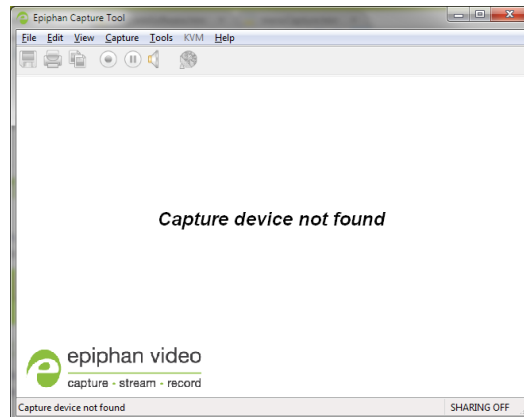 Epiphan Capture Tool
File Edit View Capture Tools KVM Help
Capture device not found
epiphan video
capture - stream - record
Capture device not found SHARING OFF